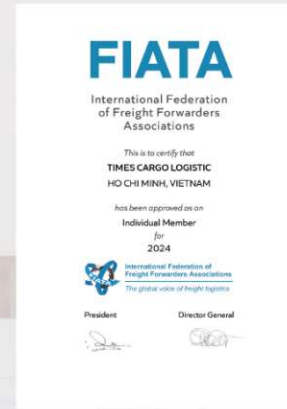 FIATA
International Federation
of Freight Forwarders
Associations
This is to certify that
TIMES CARGO LOGISTIC
HO CHI MINH, VIETNAM
has been approved as an
Individual Member
for
2024
International Federation of
Freight Forwarders Associations
The global voice of freight logistics
President Director General